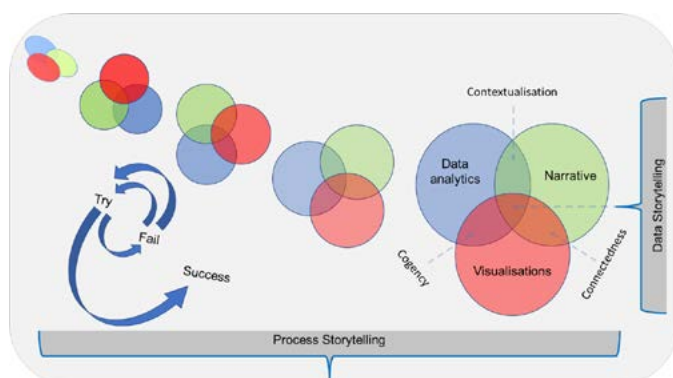 Contextualisation
Data
analytics
Narrative
Data Storytelling
Try
Fail
Success
Cogency
Visualisations
Connectedness
Process Storytelling